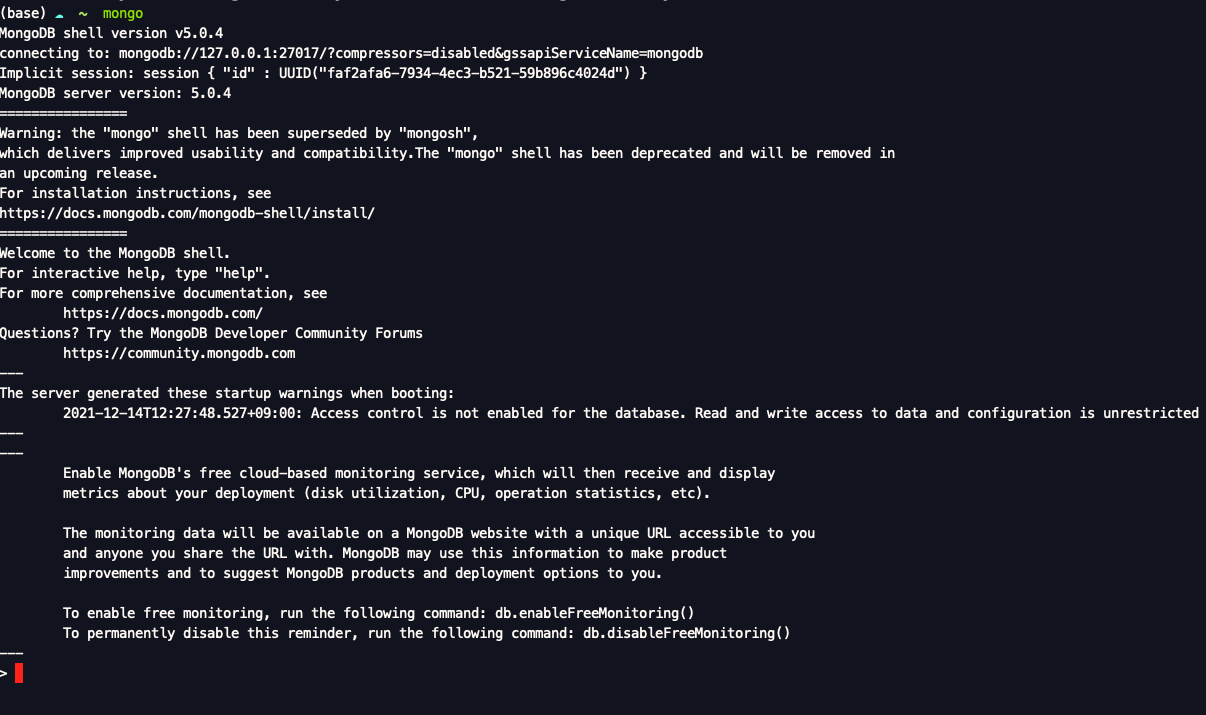 (base) ☁ ~ mongo
MongoDB shell version v5.0.4
connecting to: mongodb://127.0.0.1:27017/?compressors=disabled&gssapiServiceName=mongodb
Implicit session: session { "id" : UUID("faf2afa6-7934-4ec3-b521-59b896c4024d") }
MongoDB server version: 5.0.4
================
Warning: the "mongo" shell has been superseded by "mongosh",
which delivers improved usability and compatibility.The "mongo" shell has been deprecated and will be removed in
an upcoming release.
For installation instructions, see
https://docs.mongodb.com/mongodb-shell/install/
================
Welcome to the MongoDB shell.
For interactive help, type "help".
For more comprehensive documentation, see
https://docs.mongodb.com/
Questions? Try the MongoDB Developer Community Forums
https://community.mongodb.com
---
The server generated these startup warnings when booting:
2021-12-14T12:27:48.527+09:00: Access control is not enabled for the database. Read and write access to data and configuration is unrestricted
---
---
Enable MongoDB's free cloud-based monitoring service, which will then receive and display
metrics about your deployment (disk utilization, CPU, operation statistics, etc).
The monitoring data will be available on a MongoDB website with a unique URL accessible to you
and anyone you share the URL with. MongoDB may use this information to make product
improvements and to suggest MongoDB products and deployment options to you.
To enable free monitoring, run the following command: db.enableFreeMonitoring()
To permanently disable this reminder, run the following command: db.disableFreeMonitoring()
---
>